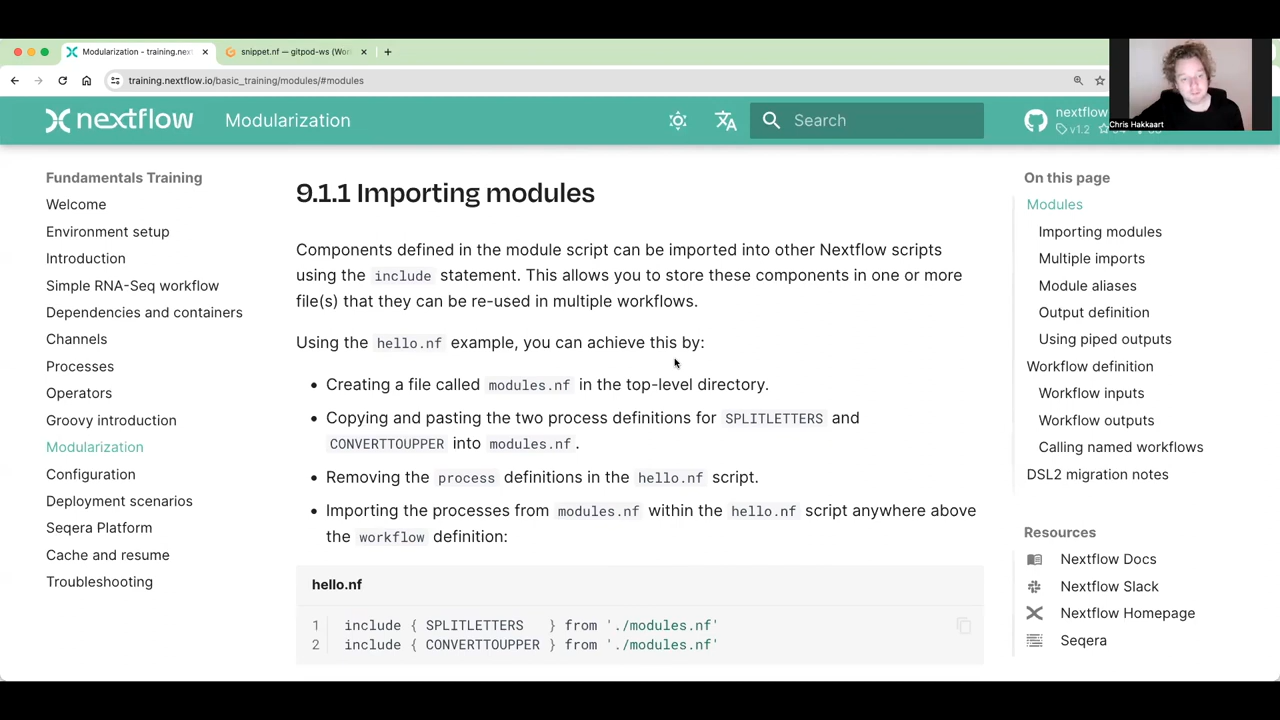 Modularization - training.nex
snippet.nf — gitpod-ws (Wor
training.nextflow.io/basic_training/modules/#modules
nextflow
Modularization
Search
nextflow
v1.2
Chris Hakkaart
Fundamentals Training
Welcome
Environment setup
Introduction
Simple RNA-Seq workflow
Dependencies and containers
Channels
Processes
Operators
Groovy introduction
Modularization
Configuration
Deployment scenarios
Seqera Platform
Cache and resume
Troubleshooting
9.1.1 Importing modules
Components defined in the module script can be imported into other Nextflow scripts
using the include statement. This allows you to store these components in one or more
file(s) that they can be re-used in multiple workflows.
Using the hello.nf example, you can achieve this by:
• Creating a file called modules.nf in the top-level directory.
• Copying and pasting the two process definitions for SPLITLETTERS and
CONVERTTOUPPER into modules.nf.
• Removing the process definitions in the hello.nf script.
• Importing the processes from modules.nf within the hello.nf script anywhere above
the workflow definition:
hello.nf
1 include { SPLITLETTERS   } from './modules.nf'
2 include { CONVERTTOUPPER } from './modules.nf'
On this page
Modules
Importing modules
Multiple imports
Module aliases
Output definition
Using piped outputs
Workflow definition
Workflow inputs
Workflow outputs
Calling named workflows
DSL2 migration notes
Resources
Nextflow Docs
Nextflow Slack
Nextflow Homepage
Seqera